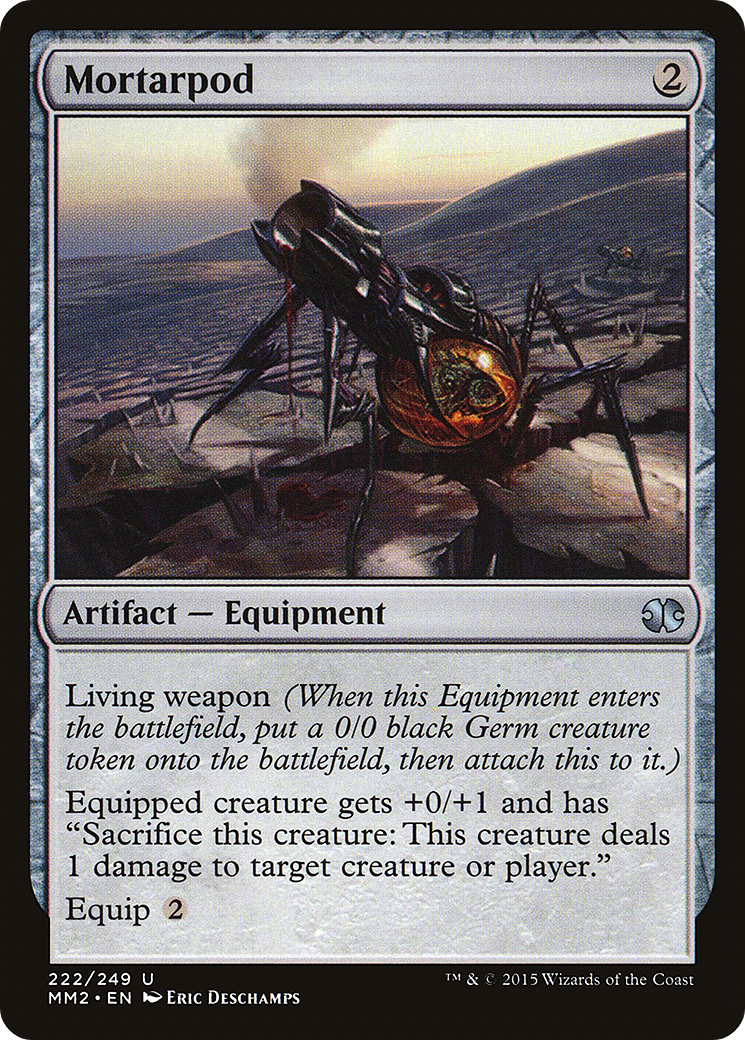 Mortarpod 2
Artifact — Equipment
Living weapon (When this Equipment enters
the battlefield, put a 0/0 black Germ creature
token onto the battlefield, then attach this to it.)
Equipped creature gets +0/+1 and has
“Sacrifice this creature: This creature deals
1 damage to target creature or player.”
Equip 2
222/249 U
MM2 • EN Eric Deschamps
™ & © 2015 Wizards of the Coast